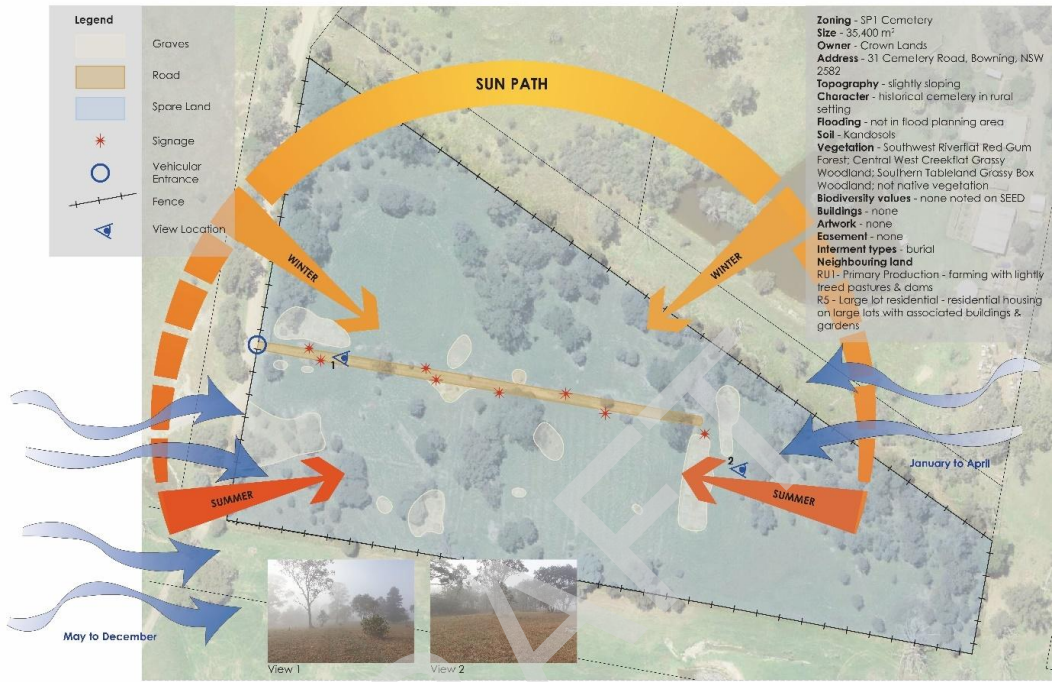 Legend
Graves
Road
Spare Land
Signage
Vehicular
Entrance
Fence
View Location
Zoning - SP1 Cemetery
Size - 35,400 m²
Owner - Crown Lands
Address - 31 Cemetery Road, Bowning, NSW
2582
Topography - slightly sloping
Character - historical cemetery in rural
setting
Flooding - not in flood planning area
Soil - Kandosols
Vegetation - Southwest Riverflat Red Gum
Forest; Central West Creekflat Grassy
Woodland; Southern Tableland Grassy Box
Woodland; not native vegetation
Biodiversity values - none noted on SEED
Buildings - none
Artwork - none
Easement - none
Interment types - burial
Neighbouring land
RU1- Primary Production - farming with lightly
treed pastures & dams
R5 - Large lot residential - residential housing
on large lots with associated buildings &
gardens
SUN PATH
WINTER
WINTER
1
2
January to April
SUMMER
SUMMER
May to December
View 1
View 2
DRAFT